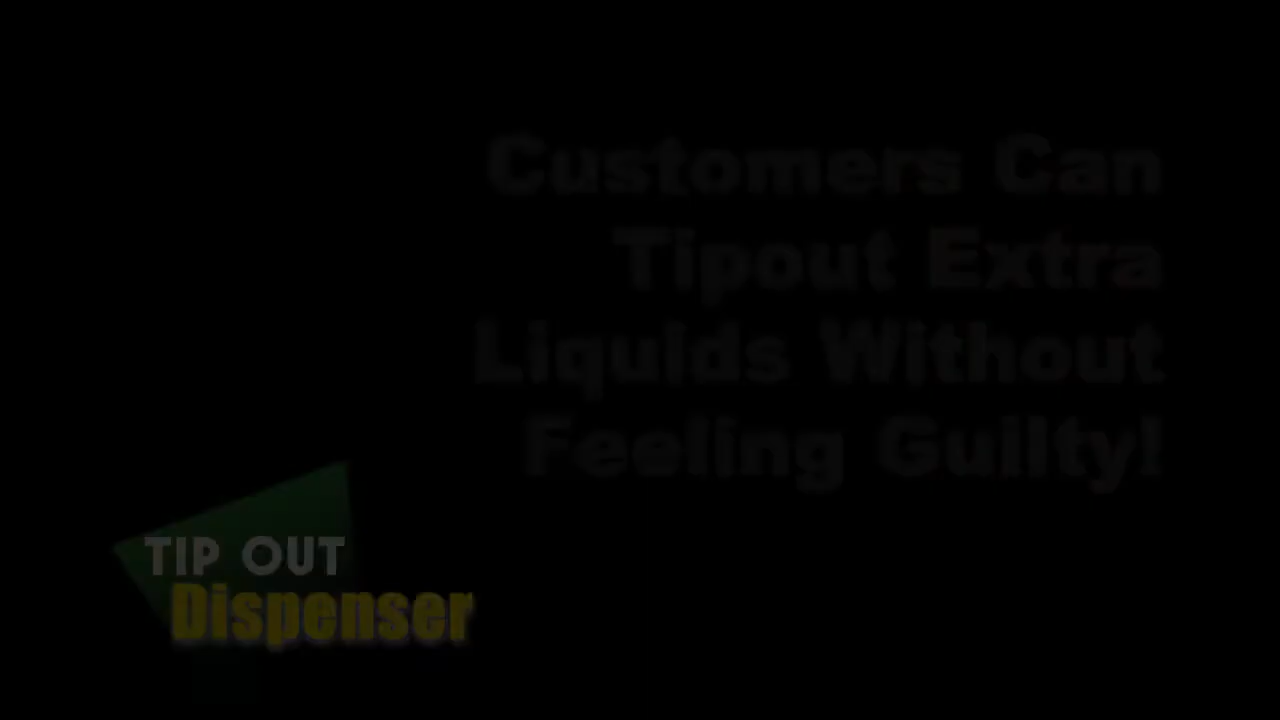 Customers Can
Tipout Extra
Liquids Without
Feeling Guilty!
TIP OUT
Dispenser